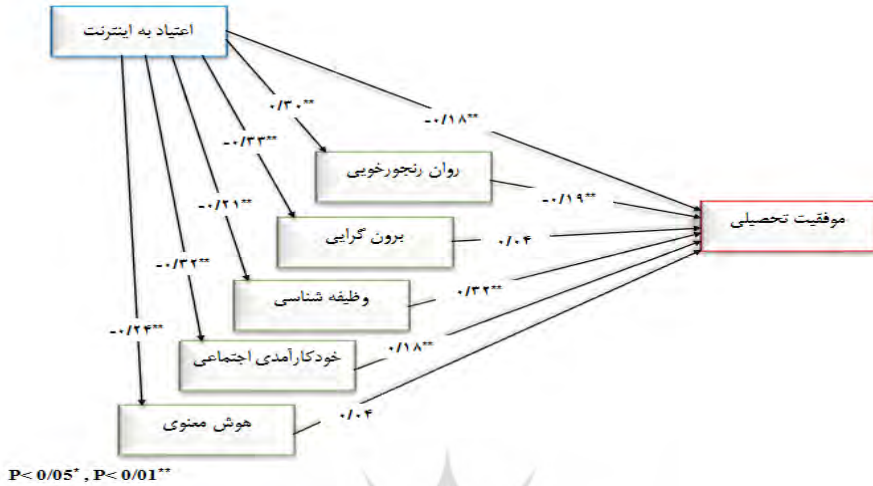 اعتیاد به اینترنت
۰/۳۰**
-۰/۱۸**
-۰/۳۳**
روان رنجورخویی
-۰/۱۹**
-۰/۲۱**
موفقیت تحصیلی
برون گرایی
۰/۰۴
-۰/۳۲**
وظیفه شناسی
۰/۳۲**
-۰/۲۴**
خودکارآمدی اجتماعی
۰/۱۸**
هوش معنوی
۰/۰۴
P< 0/05* , P< 0/01**